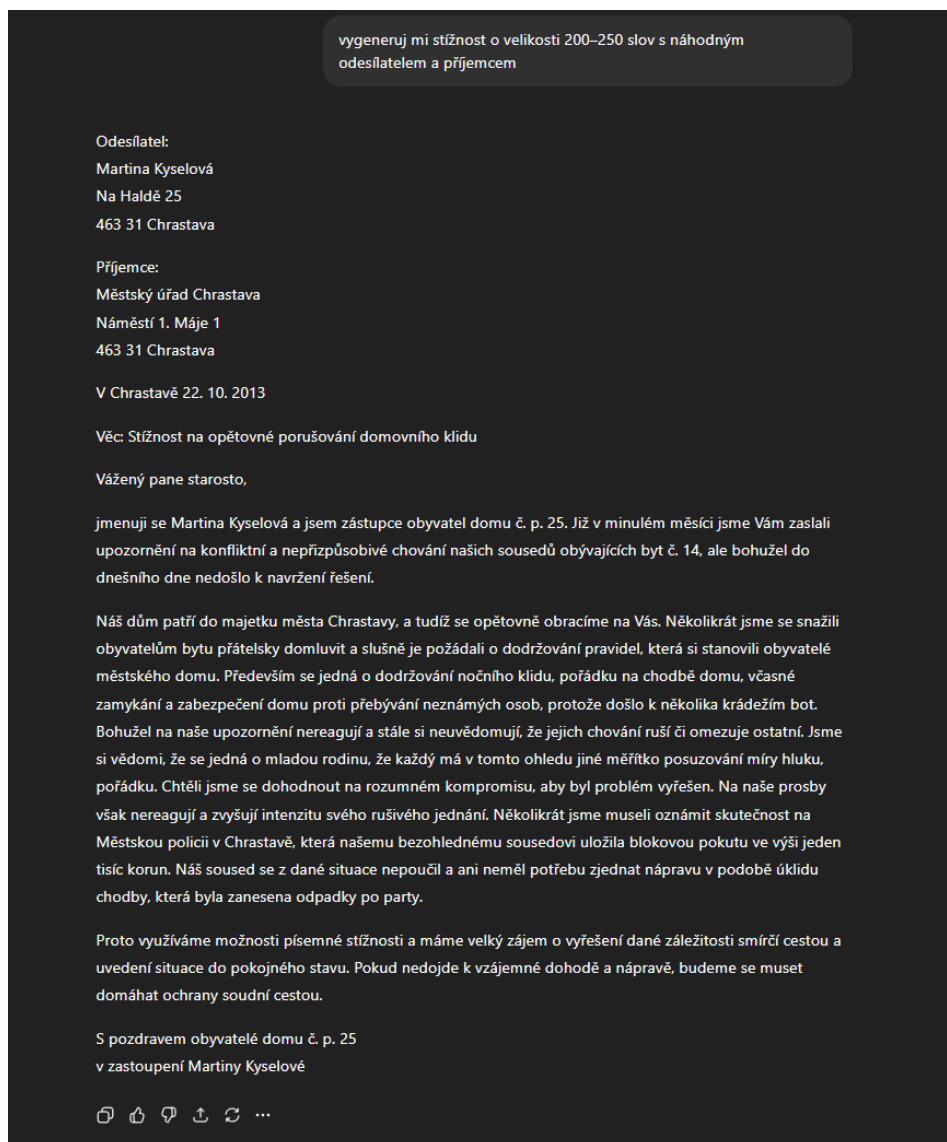 vygeneruj mi stížnost o velikosti 200–250 slov s náhodným
odesílatelem a příjemcem
Odesílatel:
Martina Kyselová
Na Haldě 25
463 31 Chrastava
Příjemce:
Městský úřad Chrastava
Náměstí 1. Máje 1
463 31 Chrastava
V Chrastavě 22. 10. 2013
Věc: Stížnost na opětovné porušování domovního klidu
Vážený pane starosto,
jmenuji se Martina Kyselová a jsem zástupce obyvatel domu č. p. 25. Již v minulém měsíci jsme Vám zaslali
upozornění na konfliktní a nepřizpůsobivé chování našich sousedů obývajících byt č. 14, ale bohužel do
dnešního dne nedošlo k navržení řešení.
Náš dům patří do majetku města Chrastavy, a tudíž se opětovně obracíme na Vás. Několikrát jsme se snažili
obyvatelům bytu přátelsky domluvit a slušně je požádali o dodržování pravidel, která si stanovili obyvatelé
městského domu. Především se jedná o dodržování nočního klidu, pořádku na chodbě domu, včasné
zamykání a zabezpečení domu proti přebývání neznámých osob, protože došlo k několika krádežím bot.
Bohužel na naše upozornění nereagují a stále si neuvědomují, že jejich chování ruší či omezuje ostatní. Jsme
si vědomi, že se jedná o mladou rodinu, že každý má v tomto ohledu jiné měřítko posuzování míry hluku,
pořádku. Chtěli jsme se dohodnout na rozumném kompromisu, aby byl problém vyřešen. Na naše prosby
však nereagují a zvyšují intenzitu svého rušivého jednání. Několikrát jsme museli oznámit skutečnost na
Městskou policii v Chrastavě, která našemu bezohlednému sousedovi uložila blokovou pokutu ve výši jeden
tisíc korun. Náš soused se z dané situace nepoučil a ani neměl potřebu zjednat nápravu v podobě úklidu
chodby, která byla zanesena odpadky po party.
Proto využíváme možnosti písemné stížnosti a máme velký zájem o vyřešení dané záležitosti smírčí cestou a
uvedení situace do pokojného stavu. Pokud nedojde k vzájemné dohodě a nápravě, budeme se muset
domáhat ochrany soudní cestou.
S pozdravem obyvatelé domu č. p. 25
v zastoupení Martiny Kyselové